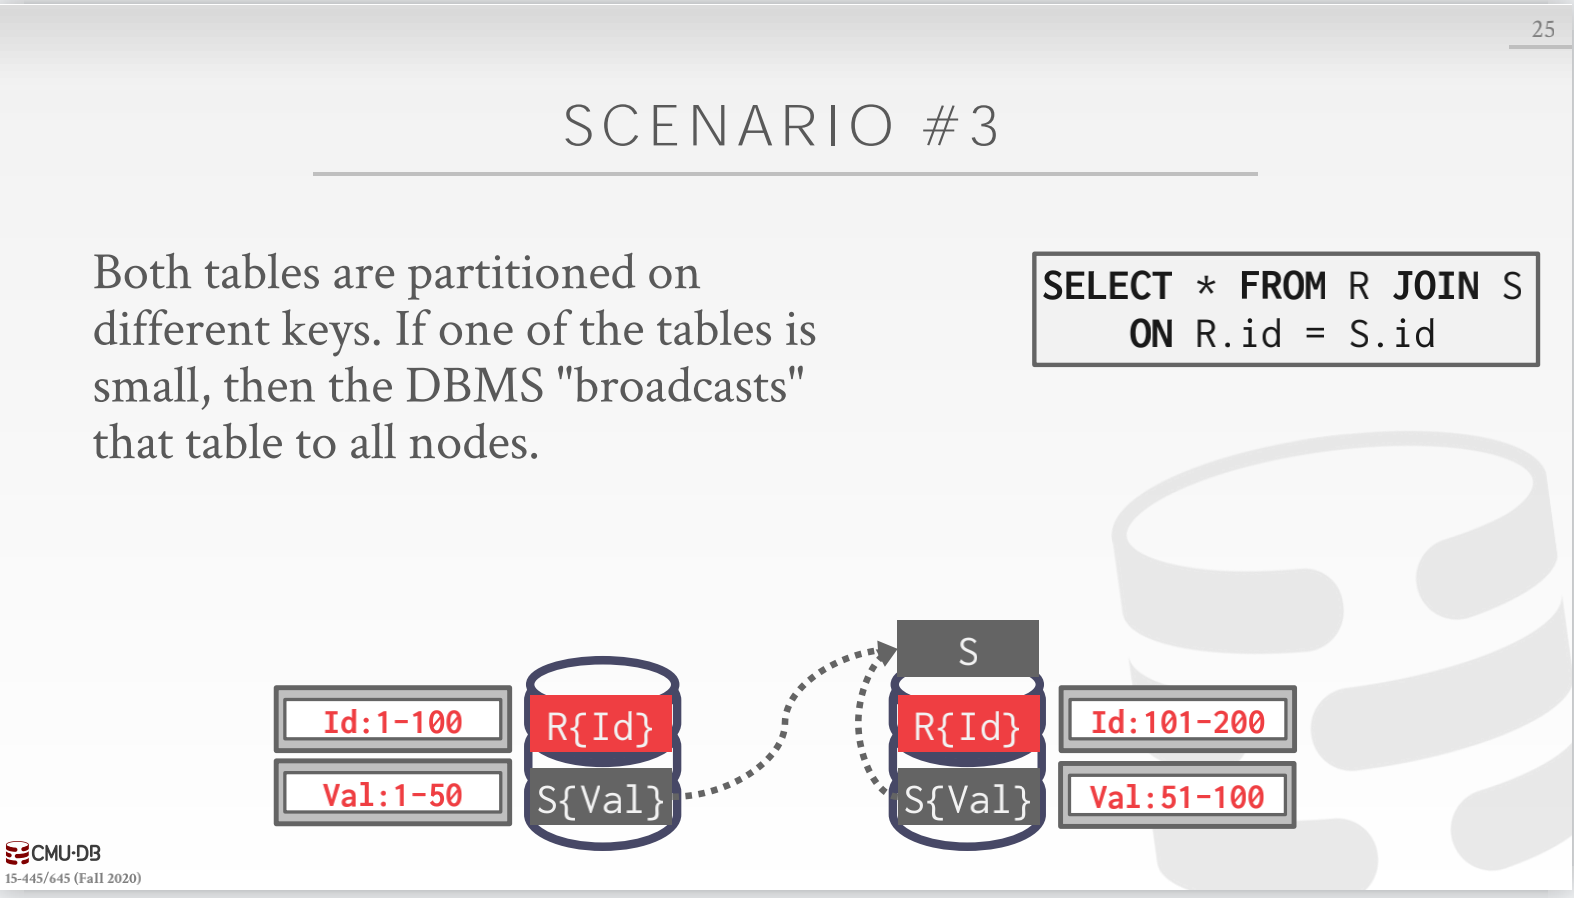 25
SCENARIO #3
Both tables are partitioned on
different keys. If one of the tables is
small, then the DBMS "broadcasts"
that table to all nodes.
SELECT * FROM R JOIN S
ON R.id = S.id
S
Id:1-100
R{Id}
R{Id}
Id:101-200
Val:1-50
S{Val}
S{Val}
Val:51-100
CMU·DB
15-445/645 (Fall 2020)